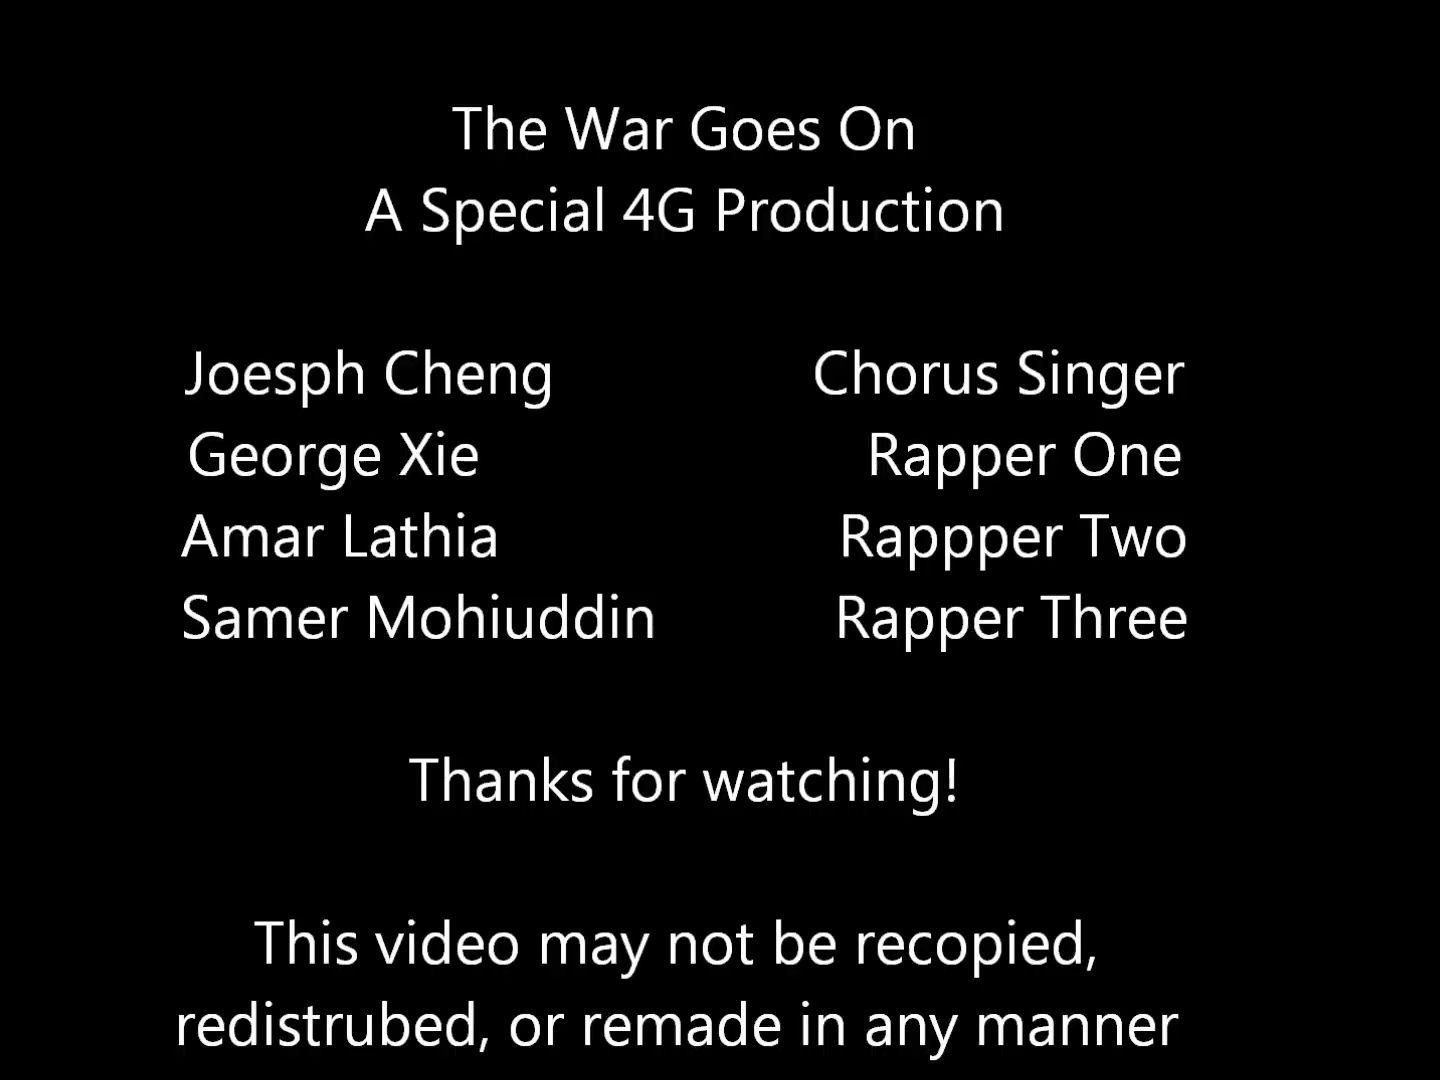 The War Goes On
A Special 4G Production
Joesph Cheng Chorus Singer
George Xie Rapper One
Amar Lathia Rappper Two
Samer Mohiuddin Rapper Three
Thanks for watching!
This video may not be recopied,
redistrubed, or remade in any manner